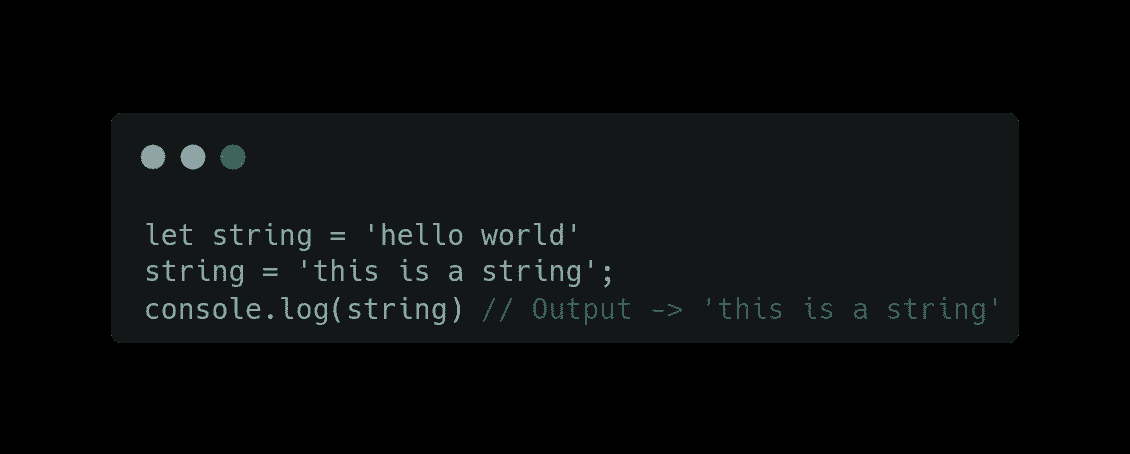 let string = 'hello world'
string = 'this is a string';
console.log(string) // Output -> 'this is a string'